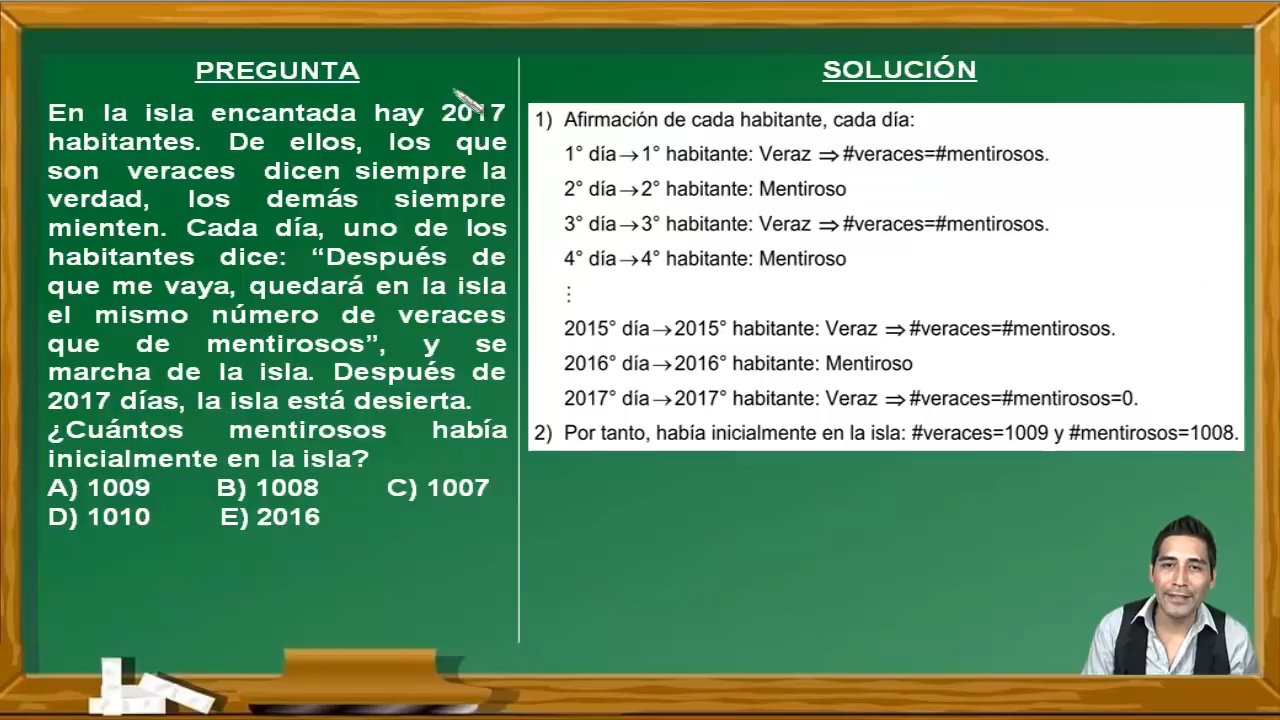 PREGUNTA
En la isla encantada hay 2017
habitantes. De ellos, los que
son veraces dicen siempre la
verdad, los demás siempre
mienten. Cada día, uno de los
habitantes dice: “Después de
que me vaya, quedará en la isla
el mismo número de veraces
que de mentirosos”, y se
marcha de la isla. Después de
2017 días, la isla está desierta.
¿Cuántos mentirosos había
inicialmente en la isla?
A) 1009 B) 1008 C) 1007
D) 1010 E) 2016
SOLUCIÓN
1) Afirmación de cada habitante, cada día:
1° día→1° habitante: Veraz ⇒#veraces=#mentirosos.
2° día→2° habitante: Mentiroso
3° día→3° habitante: Veraz ⇒#veraces=#mentirosos.
4° día→4° habitante: Mentiroso
⋮
2015° día→2015° habitante: Veraz ⇒#veraces=#mentirosos.
2016° día→2016° habitante: Mentiroso
2017° día→2017° habitante: Veraz ⇒#veraces=#mentirosos=0.
2) Por tanto, había inicialmente en la isla: #veraces=1009 y #mentirosos=1008.